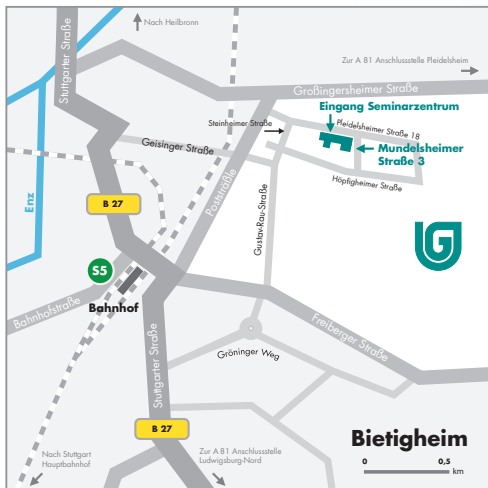 Nach Heilbronn
Stuttgarter Straße
Zur A 81 Anschlussstelle Pleidelsheim
Großingersheimer Straße
Eingang Seminarzentrum
Steinheimer Straße
Pleidelsheimer Straße 18
Geisinger Straße
Mundelsheimer
Straße 3
Höpfigheimer Straße
Enz
B 27
Poststräßle
Gustav-Rau-Straße
S5
Bahnhof
Bahnhofstraße
Freiberger Straße
Stuttgarter Straße
Gröninger Weg
B 27
Bietigheim
Nach Stuttgart
Hauptbahnhof
Zur A 81 Anschlussstelle
Ludwigsburg-Nord
0 0,5
km